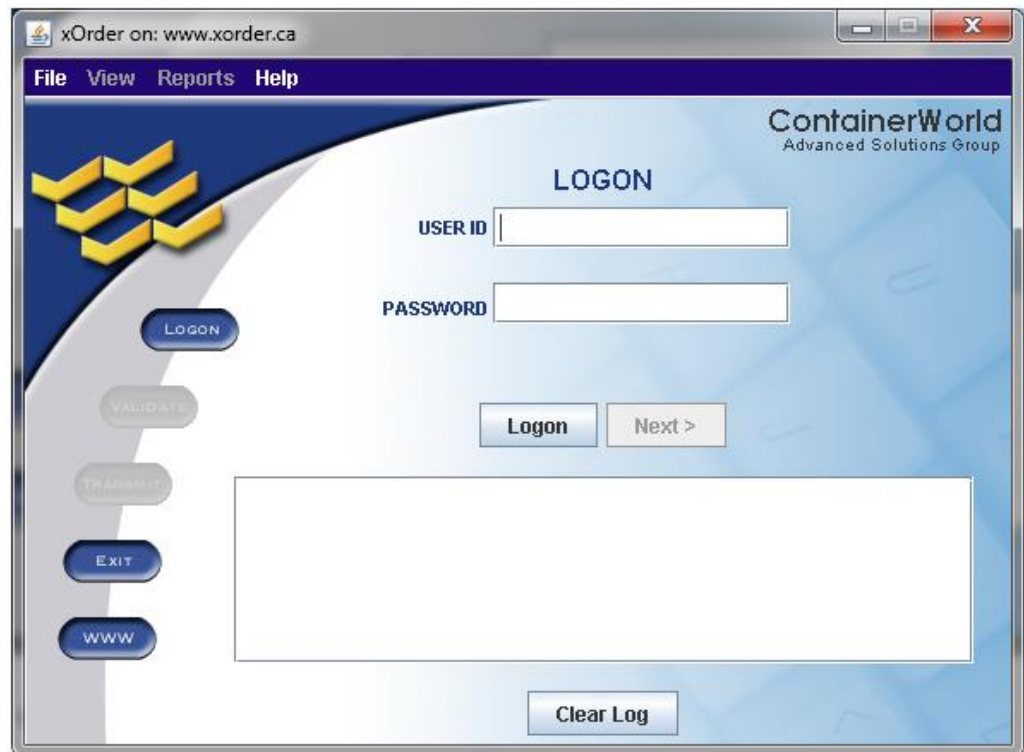 xOrder on: www.xorder.ca
File View Reports Help
ContainerWorld
Advanced Solutions Group
LOGON
USER ID
PASSWORD
LOGON
VALIDATE
Logon Next >
TRANSMIT
EXIT
WWW
Clear Log